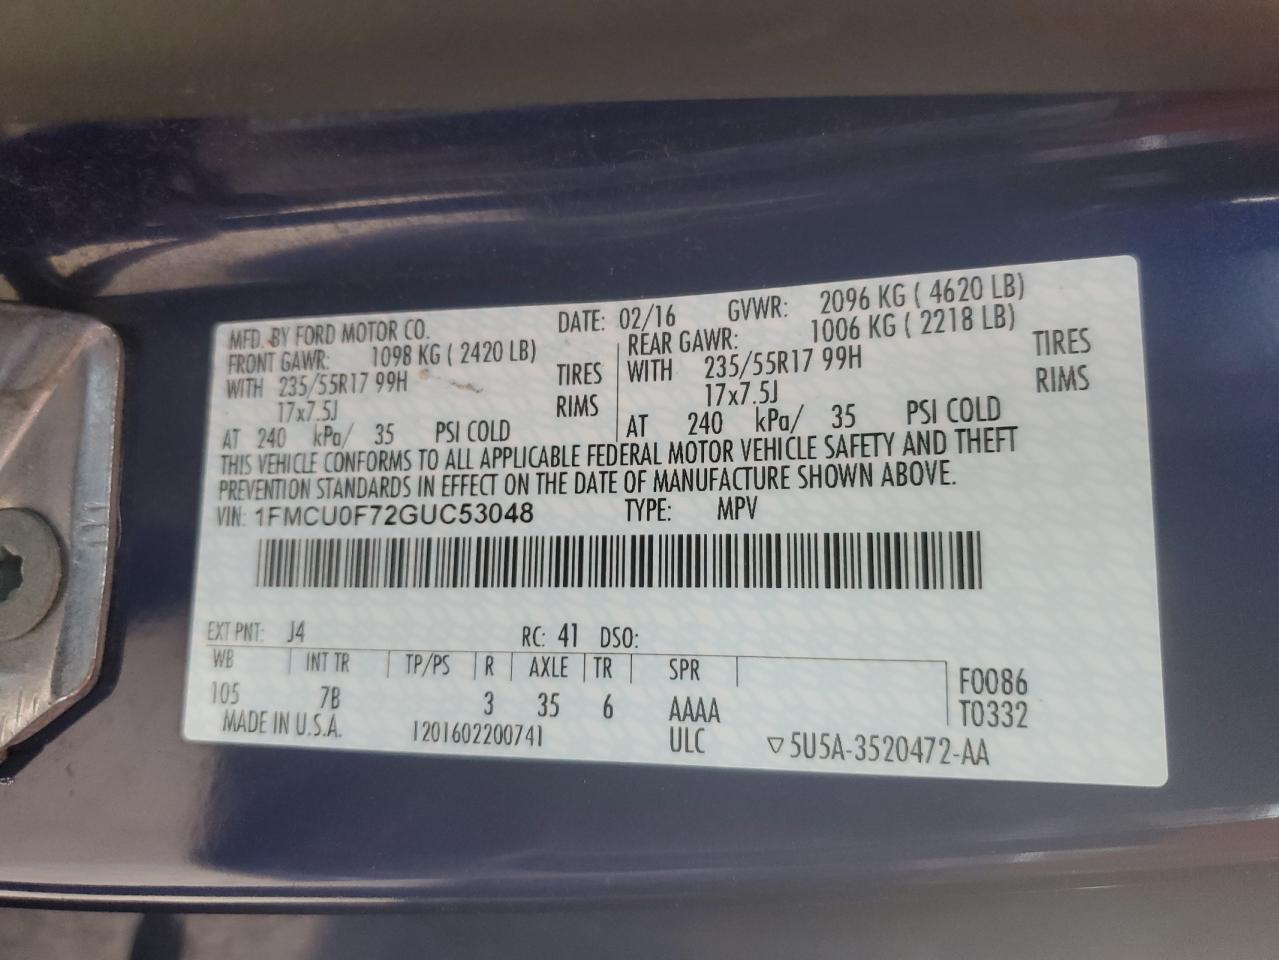 MFD. BY FORD MOTOR CO. DATE: 02/16 GVWR: 2096 KG ( 4620 LB)
FRONT GAWR: 1098 KG ( 2420 LB) REAR GAWR: 1006 KG ( 2218 LB)
WITH 235/55R17 99H TIRES WITH 235/55R17 99H TIRES
17x7.5J RIMS 17x7.5J RIMS
AT 240 kPa/ 35 PSI COLD AT 240 kPa/ 35 PSI COLD
THIS VEHICLE CONFORMS TO ALL APPLICABLE FEDERAL MOTOR VEHICLE SAFETY AND THEFT
PREVENTION STANDARDS IN EFFECT ON THE DATE OF MANUFACTURE SHOWN ABOVE.
VIN: 1FMCU0F72GUC53048 TYPE: MPV
EXT PNT: J4 RC: 41 DSO:
WB INT TR TP/PS R AXLE TR SPR F0086
105 7B 3 35 6 AAAA T0332
MADE IN U.S.A. 1201602200741 ULC ▽5U5A-3520472-AA